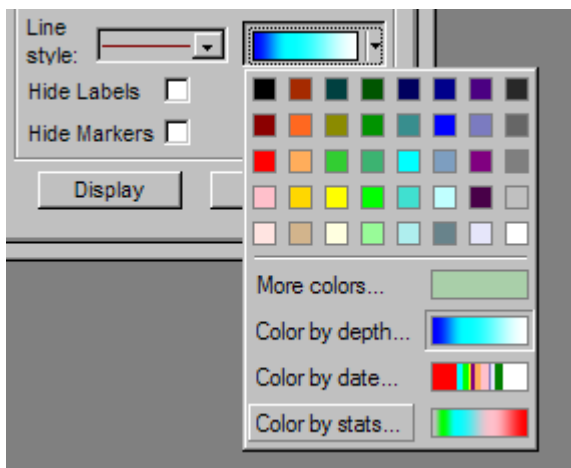 Line
style:
Hide Labels
Hide Markers
Display
More colors...
Color by depth...
Color by date...
Color by stats...